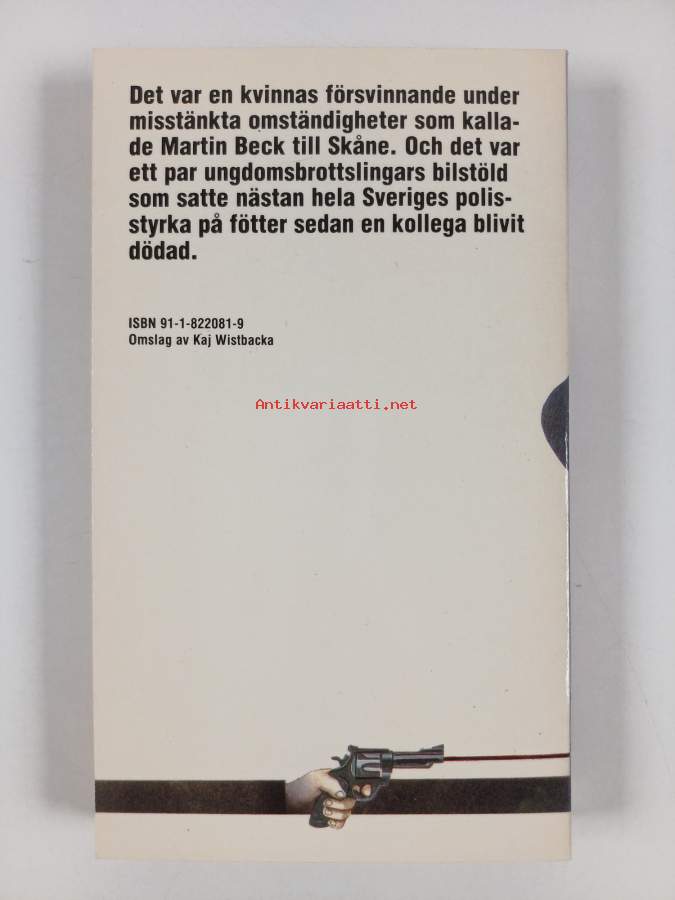 Det var en kvinnas försvinnande under
misstänkta omständigheter som kalla-
de Martin Beck till Skåne. Och det var
ett par ungdomsbrottslingars bilstöld
som satte nästan hela Sveriges polis-
styrka på fötter sedan en kollega blivit
dödad.
ISBN 91-1-822081-9
Omslag av Kaj Wistbacka
Antikvariaatti.net